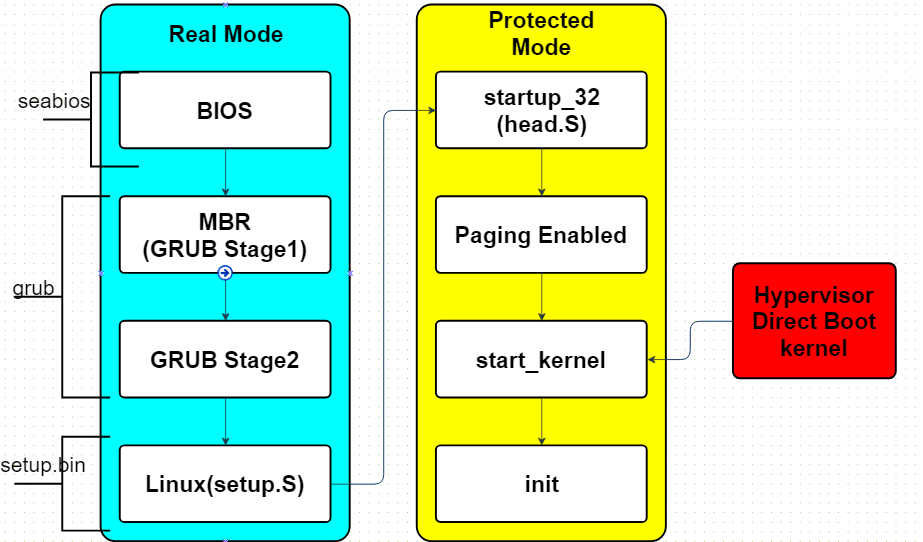 Real Mode
seabios
BIOS
MBR
(GRUB Stage1)
grub
GRUB Stage2
setup.bin
Linux(setup.S)
Protected
Mode
startup_32
(head.S)
Paging Enabled
start_kernel
init
Hypervisor
Direct Boot
kernel